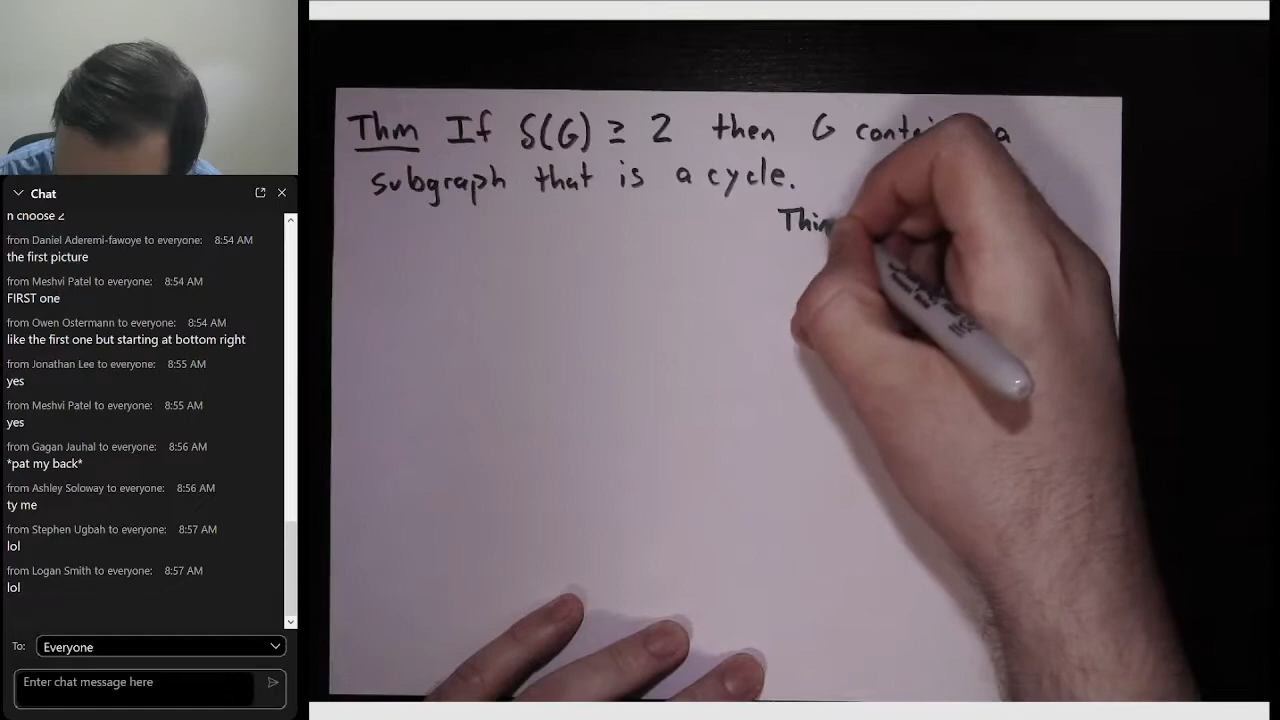 Chat
n choose 2
from Daniel Aderemi-fawoye to everyone: 8:54 AM
the first picture
from Meshvi Patel to everyone: 8:54 AM
FIRST one
from Owen Ostermann to everyone: 8:54 AM
like the first one but starting at bottom right
from Jonathan Lee to everyone: 8:55 AM
yes
from Meshvi Patel to everyone: 8:55 AM
yes
from Gagan Jauhal to everyone: 8:56 AM
*pat my back*
from Ashley Soloway to everyone: 8:56 AM
ty me
from Stephen Ugbah to everyone: 8:57 AM
lol
from Logan Smith to everyone: 8:57 AM
lol
To: Everyone
Enter chat message here
Thm If δ(G) ≥ 2 then G a
subgraph that is a cycle.